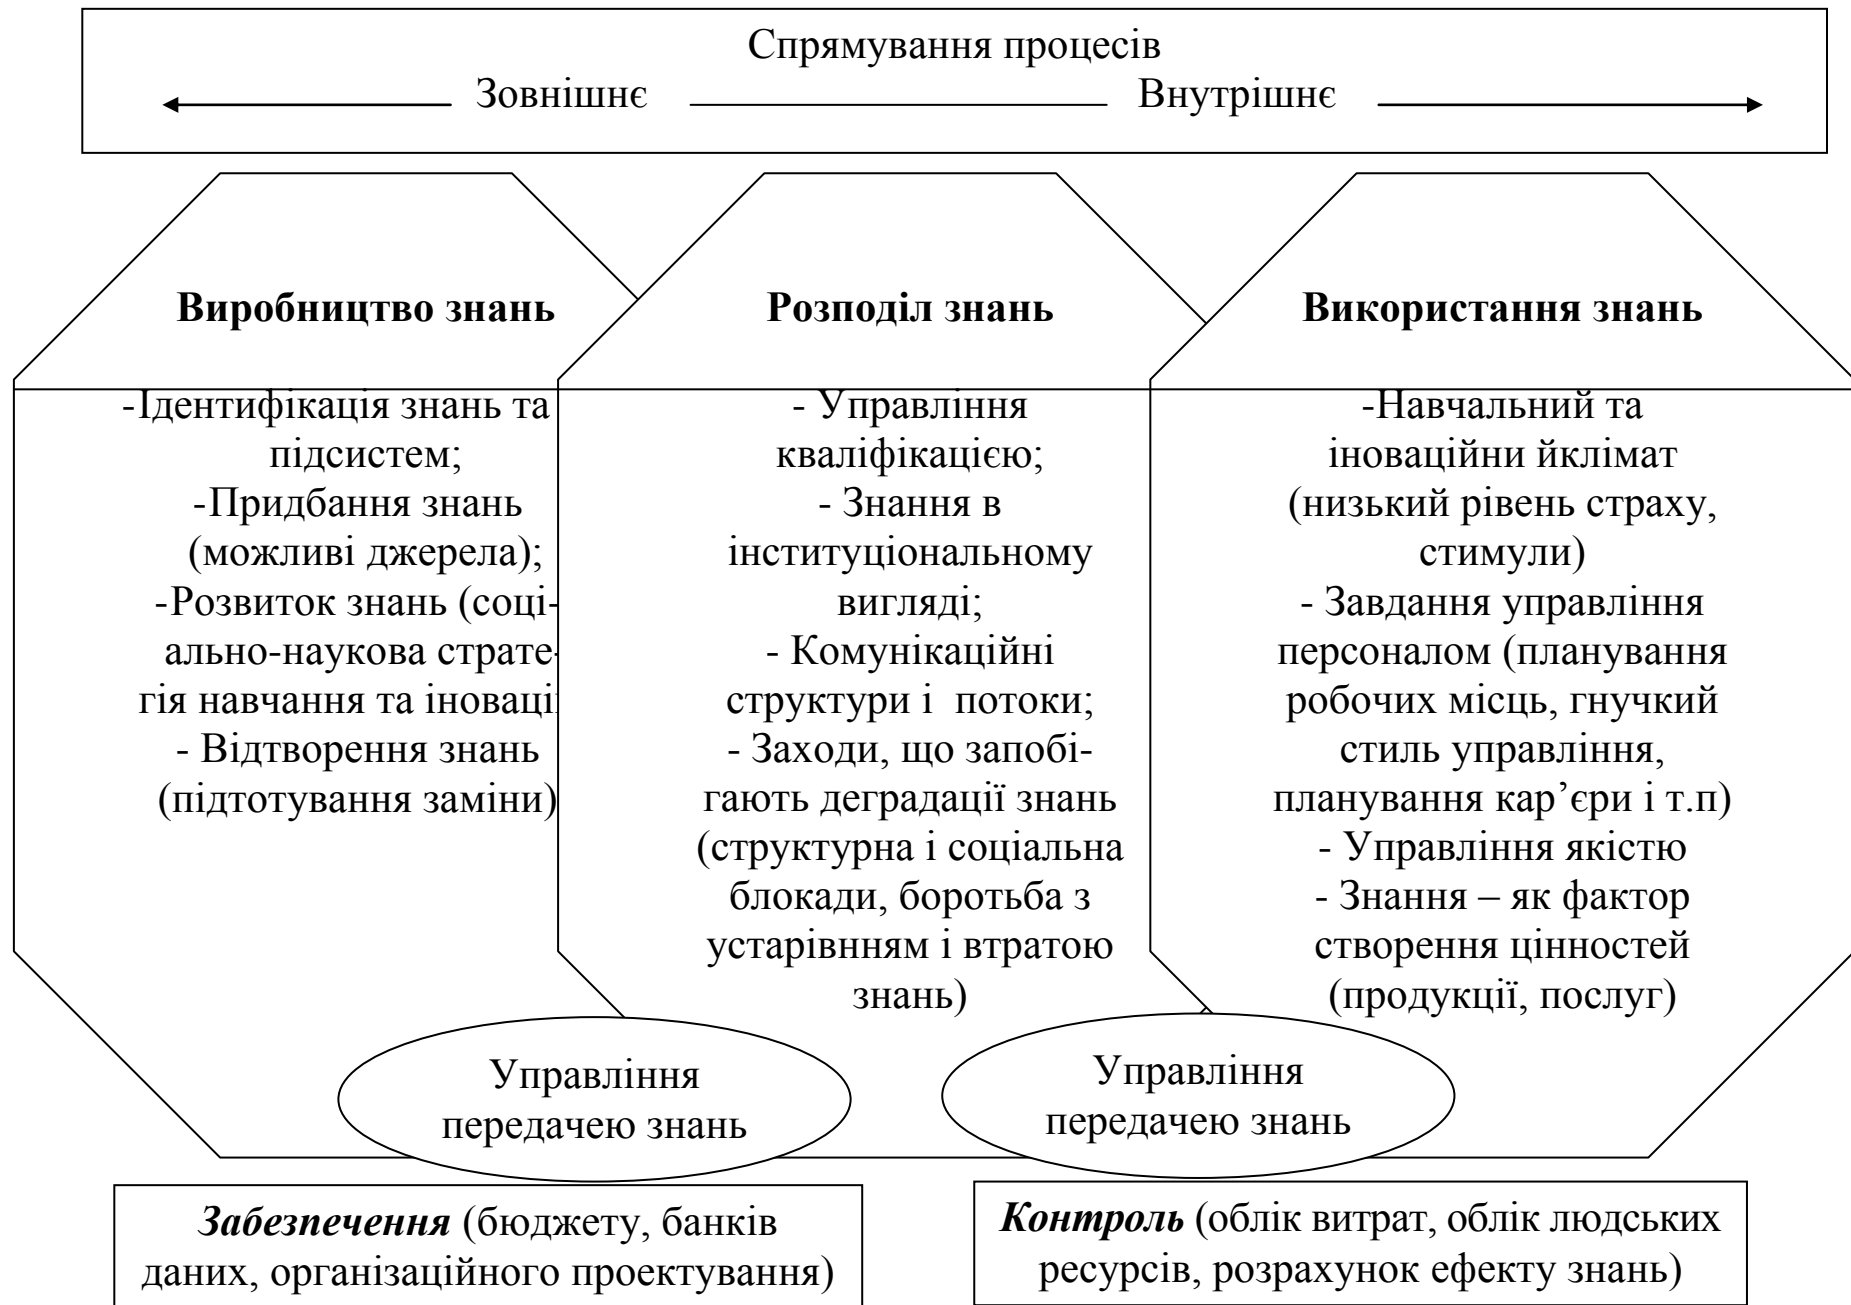 Спрямування процесів
Зовнішнє Внутрішнє
Виробництво знань
-Ідентифікація знань та
підсистем;
-Придбання знань
(можливі джерела);
-Розвиток знань (соці-
ально-наукова страте-
гія навчання та іновації
- Відтворення знань
(підтотування заміни)
Розподіл знань
- Управління
кваліфікацією;
- Знання в
інституціональному
вигляді;
- Комунікаційні
структури і потоки;
- Заходи, що запобі-
гають деградації знань
(структурна і соціальна
блокади, боротьба з
устарівнням і втратою
знань)
Використання знань
-Навчальний та
іноваційни йклімат
(низький рівень страху,
стимули)
- Завдання управління
персоналом (планування
робочих місць, гнучкий
стиль управління,
планування кар’єри і т.п)
- Управління якістю
- Знання – як фактор
створення цінностей
(продукції, послуг)
Управління
передачею знань
Управління
передачею знань
Забезпечення (бюджету, банків
даних, організаційного проектування)
Контроль (облік витрат, облік людських
ресурсів, розрахунок ефекту знань)